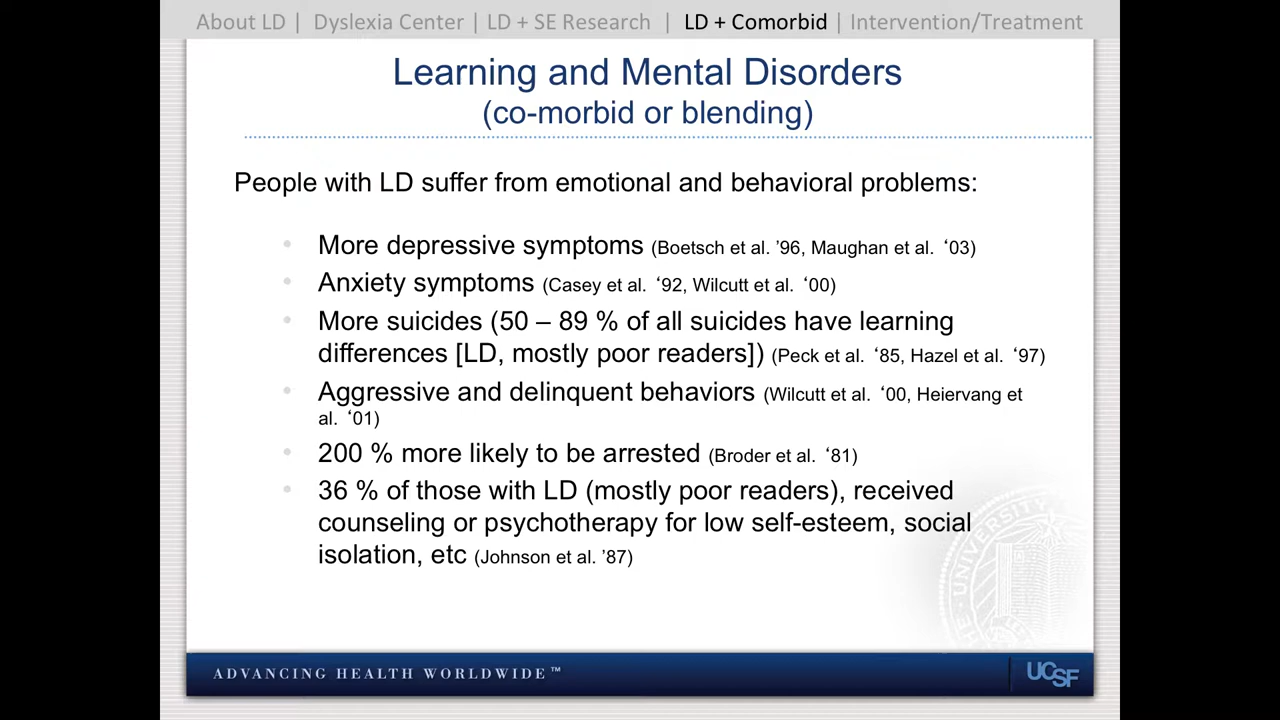 About LD | Dyslexia Center | LD + SE Research | LD + Comorbid | Intervention/Treatment
Learning and Mental Disorders
(co-morbid or blending)
People with LD suffer from emotional and behavioral problems:
• More depressive symptoms (Boetsch et al. ’96, Maughan et al. ‘03)
• Anxiety symptoms (Casey et al. ‘92, Wilcutt et al. ‘00)
• More suicides (50 – 89 % of all suicides have learning
differences [LD, mostly poor readers]) (Peck et al. ‘85, Hazel et al. ‘97)
• Aggressive and delinquent behaviors (Wilcutt et al. ‘00, Heiervang et
al. ‘01)
• 200 % more likely to be arrested (Broder et al. ‘81)
• 36 % of those with LD (mostly poor readers), received
counseling or psychotherapy for low self-esteem, social
isolation, etc (Johnson et al. ’87)
ADVANCING HEALTH WORLDWIDE™
UCSF